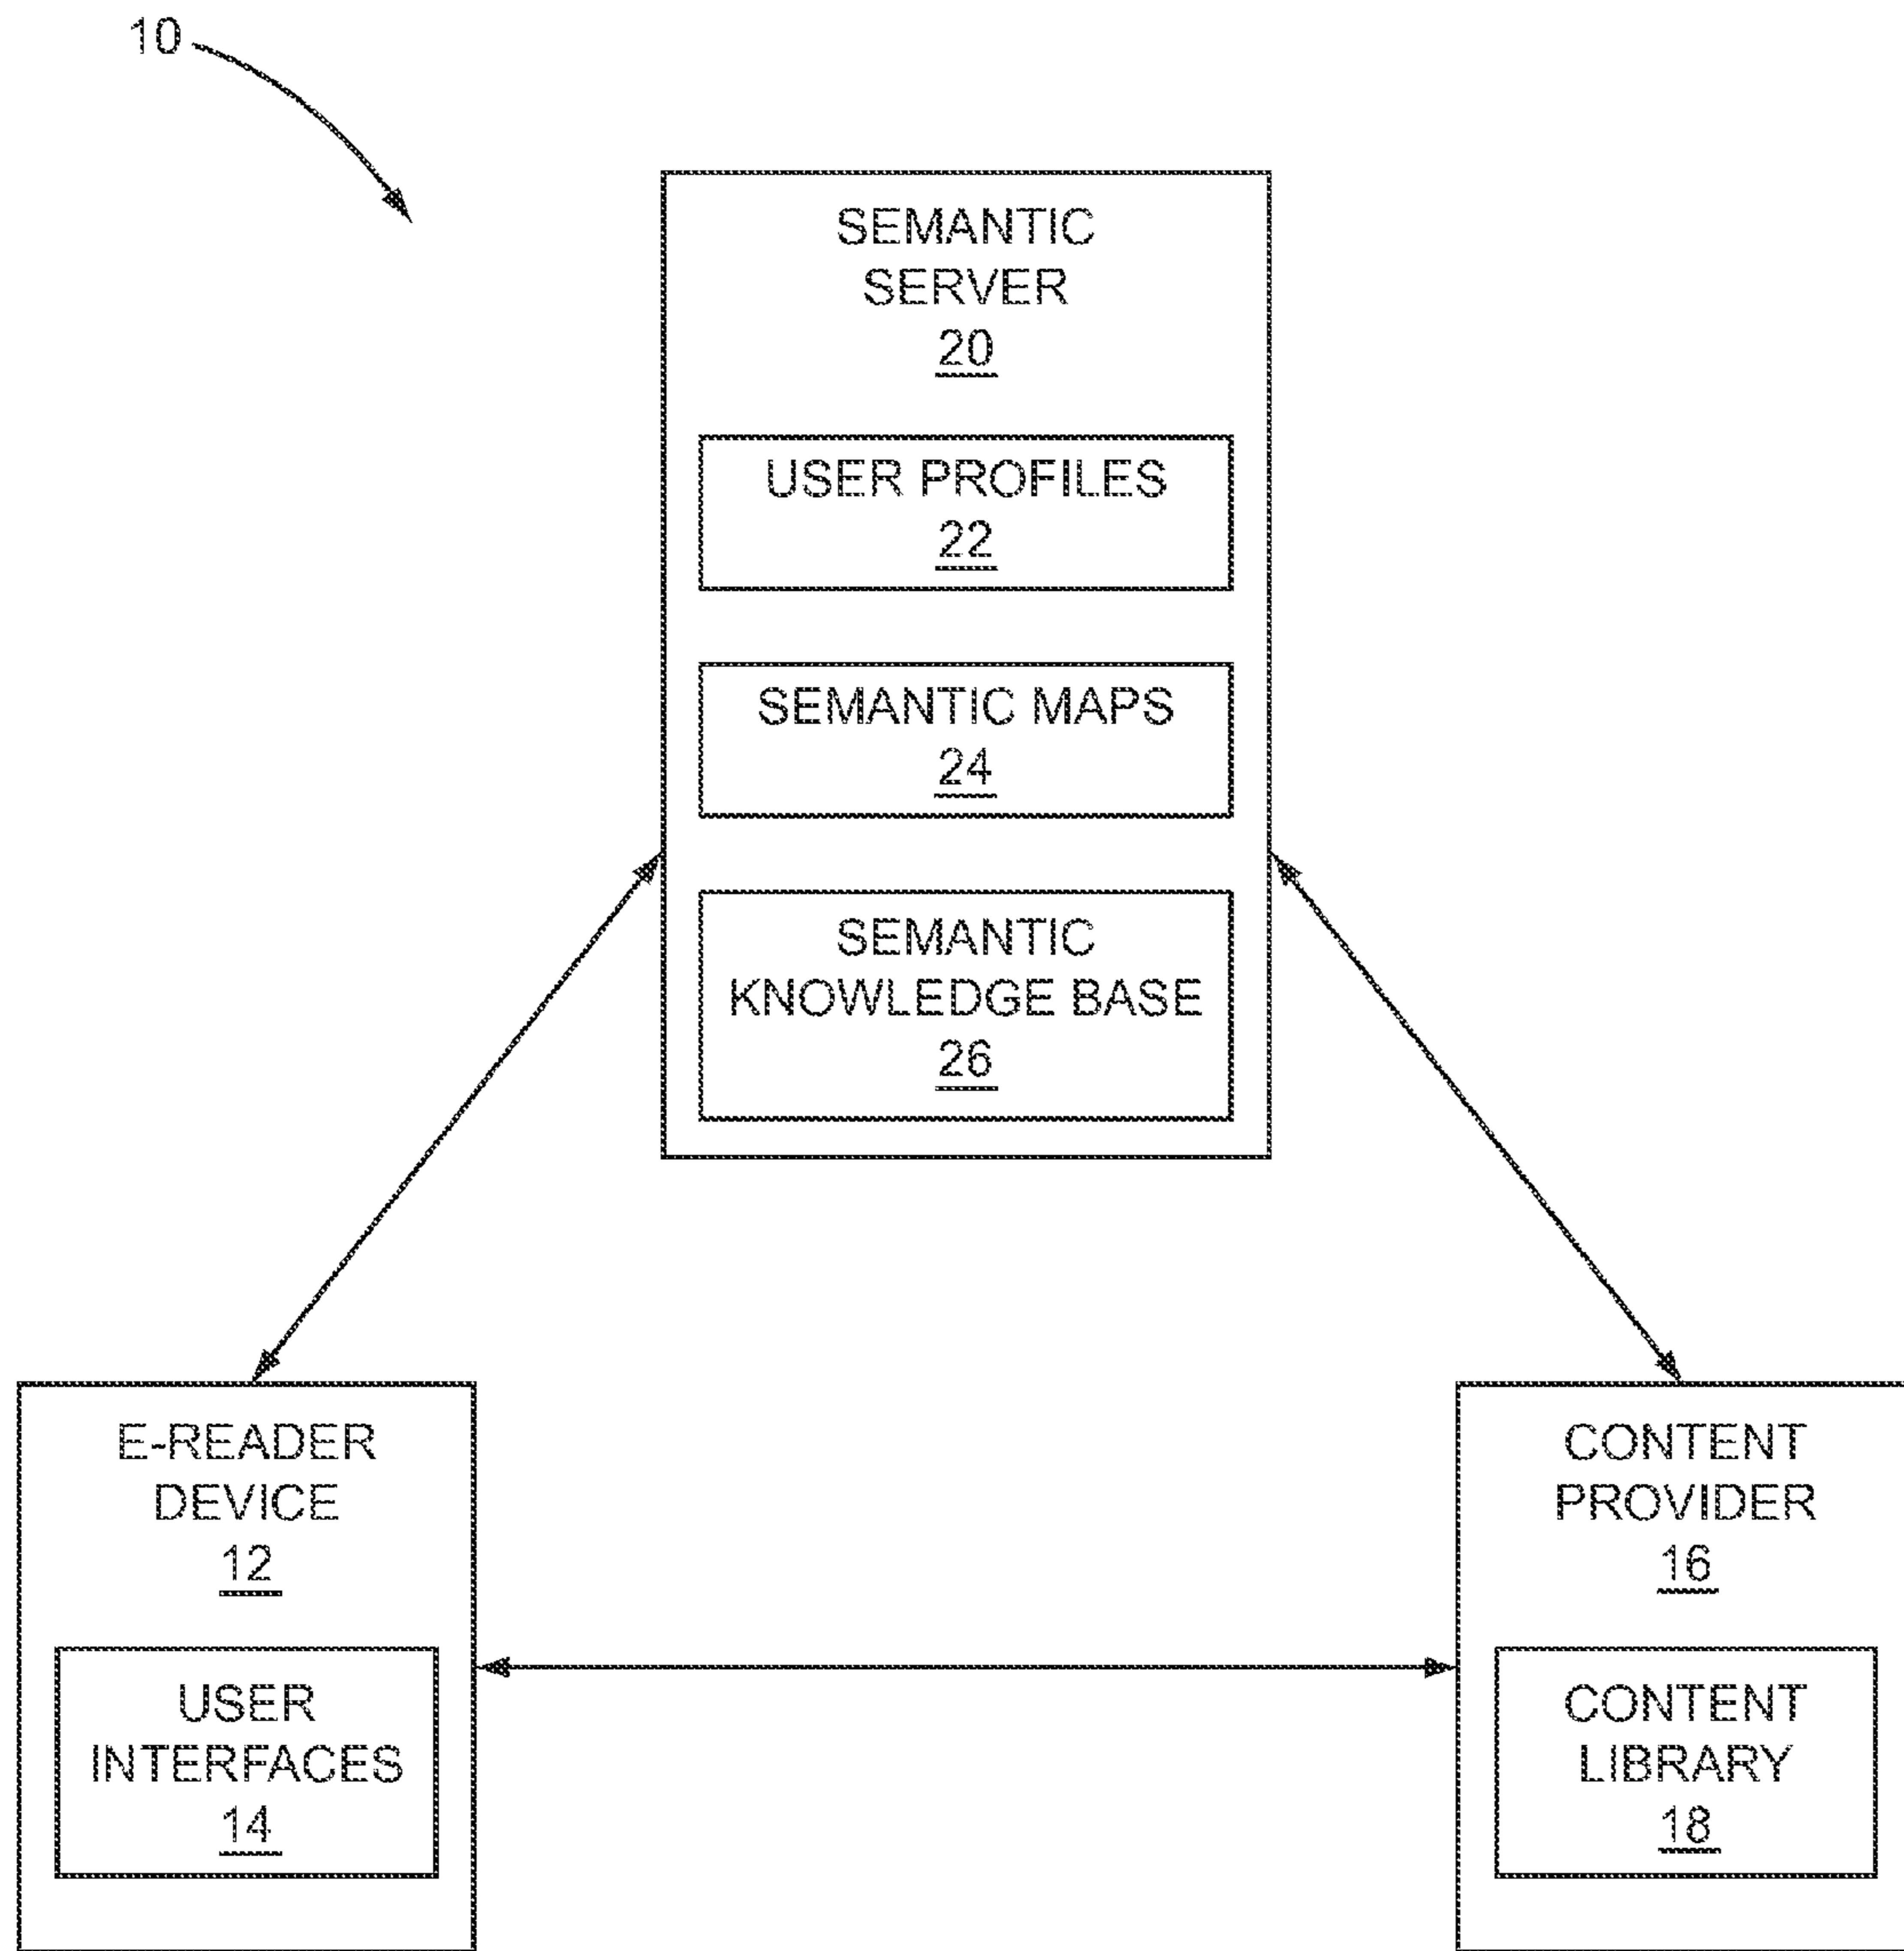 10
SEMANTIC
SERVER
20
USER PROFILES
22
SEMANTIC MAPS
24
SEMANTIC
KNOWLEDGE BASE
26
E-READER
DEVICE
12
USER
INTERFACES
14
CONTENT
PROVIDER
16
CONTENT
LIBRARY
18